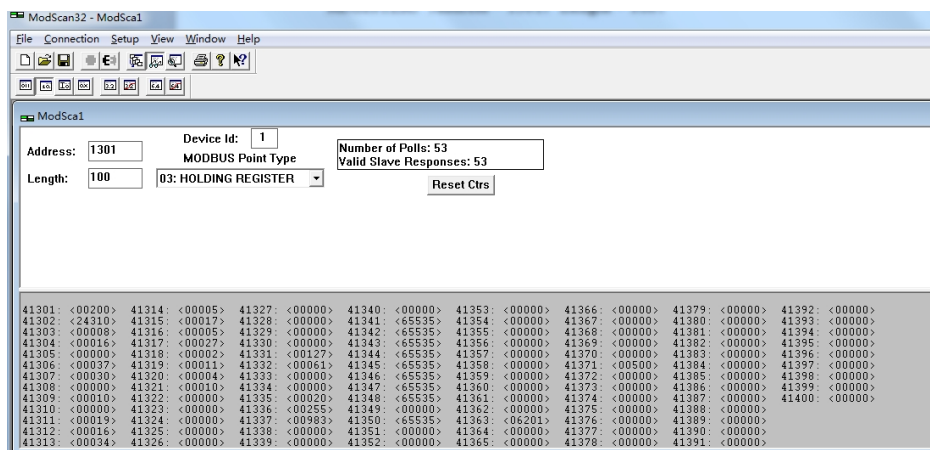 ModScan32 - ModSca1
File Connection Setup View Window Help
ModSca1
Address: 1301
Device Id: 1
MODBUS Point Type
Length: 100
03: HOLDING REGISTER
Number of Polls: 53
Valid Slave Responses: 53
Reset Ctrs
41301: <00200> 41314: <00005> 41327: <00000> 41340: <00000> 41353: <00000> 41366: <00000> 41379: <00000> 41392: <00000>
41302: <24310> 41315: <00017> 41328: <00000> 41341: <65535> 41354: <00000> 41367: <00000> 41380: <00000> 41393: <00000>
41303: <00008> 41316: <00005> 41329: <00000> 41342: <65535> 41355: <00000> 41368: <00000> 41381: <00000> 41394: <00000>
41304: <00016> 41317: <00027> 41330: <00000> 41343: <65535> 41356: <00000> 41369: <00000> 41382: <00000> 41395: <00000>
41305: <00000> 41318: <00002> 41331: <00127> 41344: <65535> 41357: <00000> 41370: <00000> 41383: <00000> 41396: <00000>
41306: <00037> 41319: <00011> 41332: <00061> 41345: <65535> 41358: <00000> 41371: <00500> 41384: <00000> 41397: <00000>
41307: <00030> 41320: <00004> 41333: <00000> 41346: <65535> 41359: <00000> 41372: <00000> 41385: <00000> 41398: <00000>
41308: <00000> 41321: <00010> 41334: <00000> 41347: <65535> 41360: <00000> 41373: <00000> 41386: <00000> 41399: <00000>
41309: <00010> 41322: <00000> 41335: <00020> 41348: <65535> 41361: <00000> 41374: <00000> 41387: <00000> 41400: <00000>
41310: <00000> 41323: <00000> 41336: <00255> 41349: <00000> 41362: <00000> 41375: <00000> 41388: <00000>
41311: <00019> 41324: <00000> 41337: <00983> 41350: <65535> 41363: <06201> 41376: <00000> 41389: <00000>
41312: <00016> 41325: <00000> 41338: <00000> 41351: <00000> 41364: <00000> 41377: <00000> 41390: <00000>
41313: <00034> 41326: <00000> 41339: <00000> 41352: <00000> 41365: <00000> 41378: <00000> 41391: <00000>